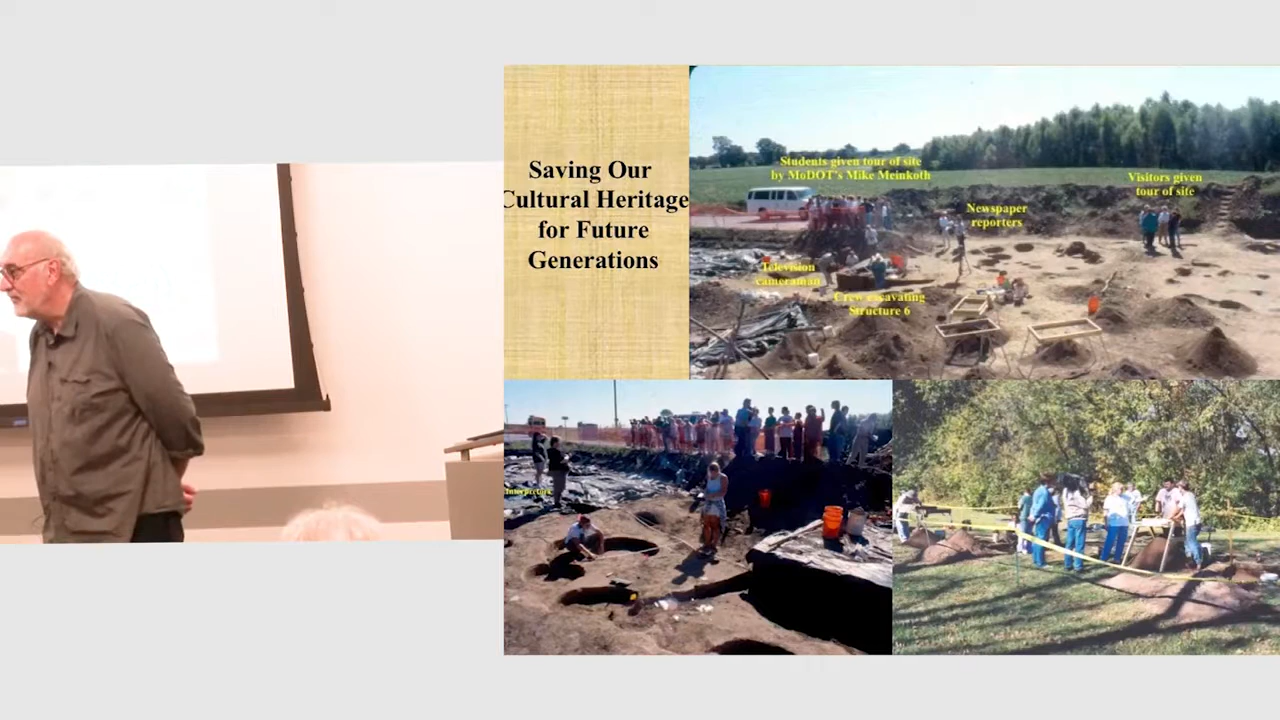 Saving Our
Cultural Heritage
for Future
Generations
Students given tour of site
by MoDOT's Mike Meinkoth
Visitors given
tour of site
Newspaper
reporters
Television
cameraman
Crew excavating
Structure 6
Interpreters